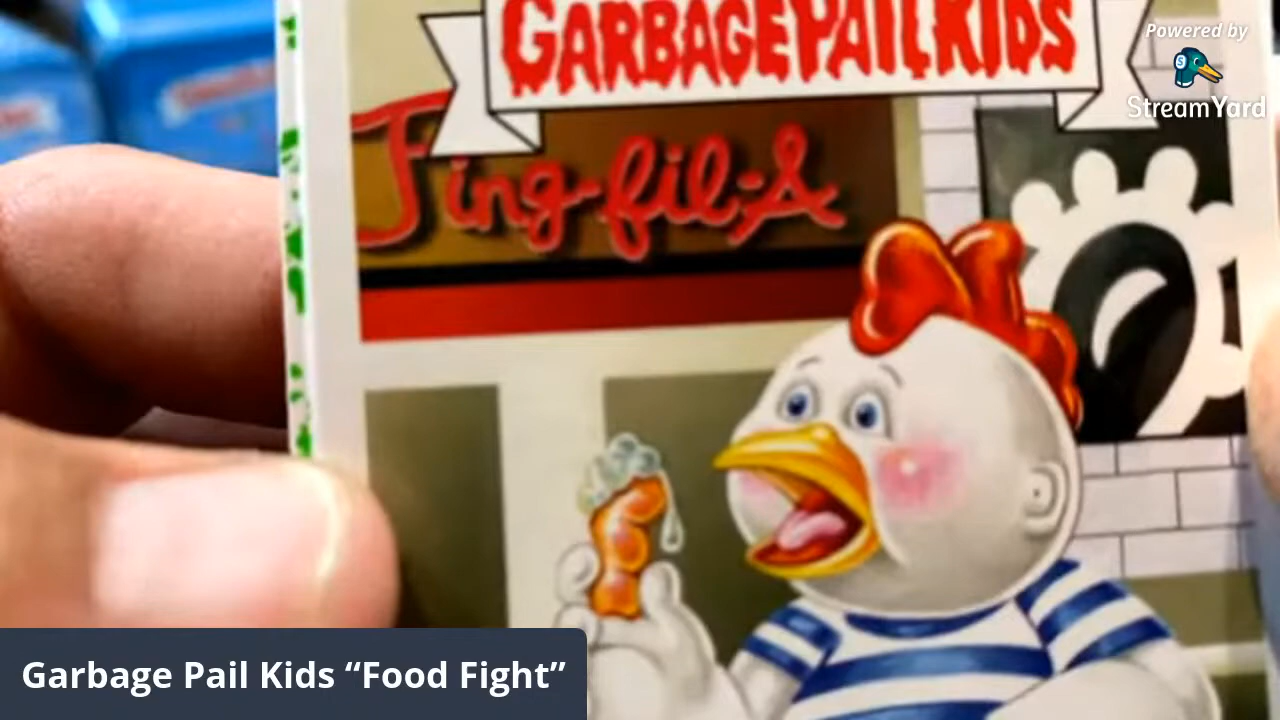 GARBAGE PAIL KIDS
Powered by
StreamYard
Fing-fil-A
Garbage Pail Kids “Food Fight”